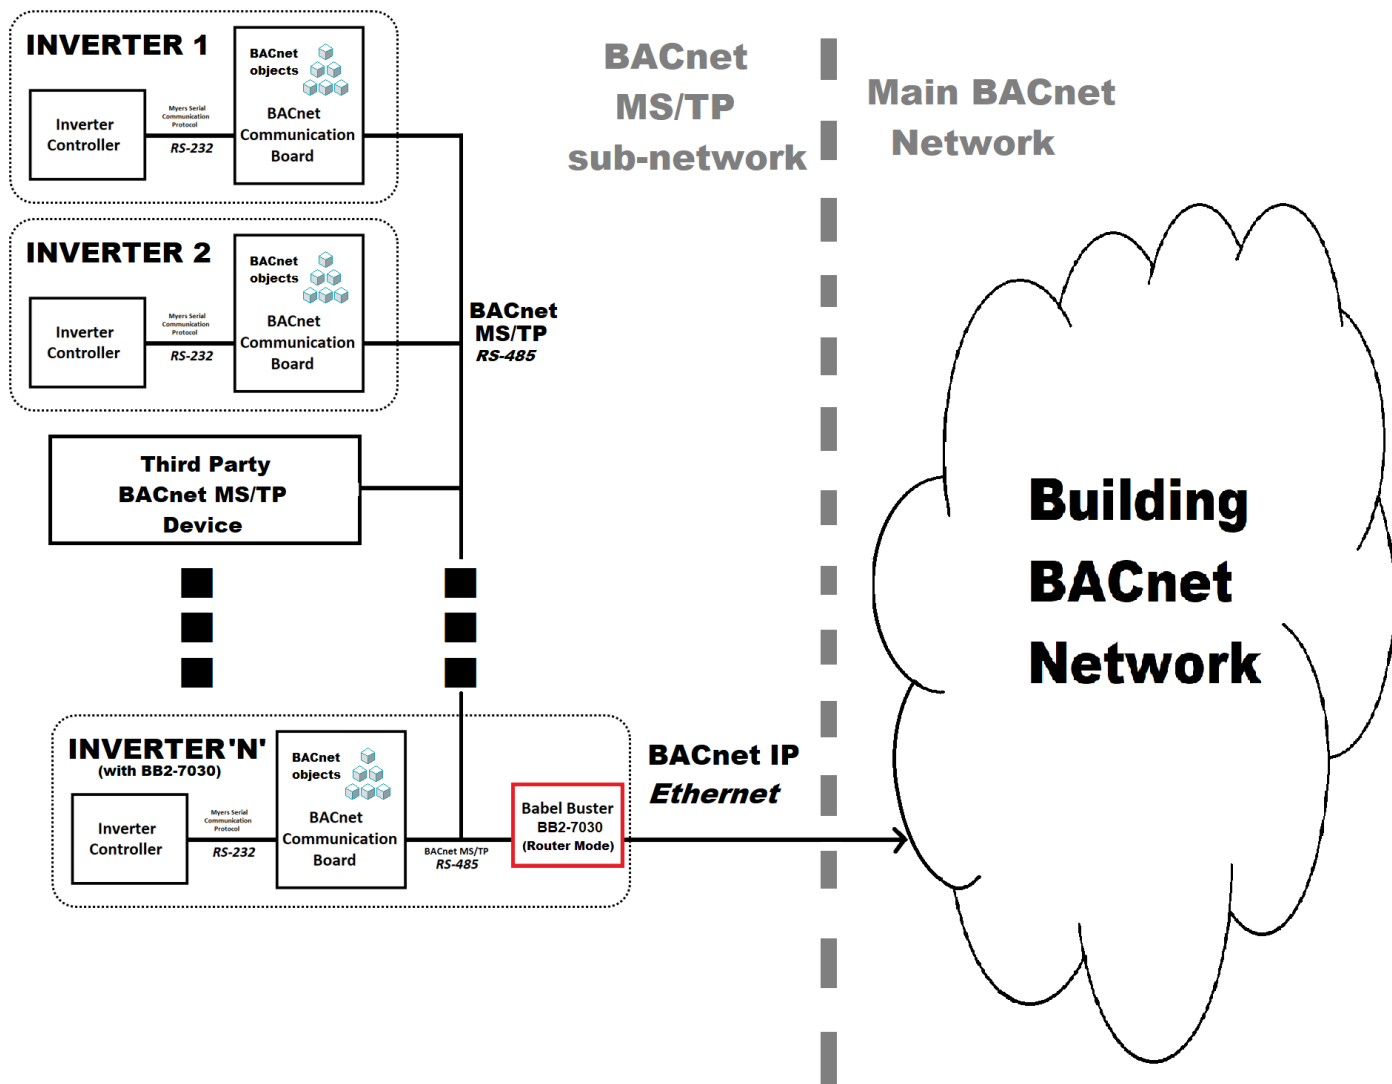 INVERTER 1
BACnet
objects
Inverter
Controller
Myers Serial
Communication
Protocol
RS-232
BACnet
Communication
Board
BACnet
MS/TP
sub-network
Main BACnet
Network
INVERTER 2
BACnet
objects
Inverter
Controller
Myers Serial
Communication
Protocol
RS-232
BACnet
Communication
Board
BACnet
MS/TP
RS-485
Third Party
BACnet MS/TP
Device
Building
BACnet
Network
INVERTER'N'
(with BB2-7030)
BACnet
objects
Inverter
Controller
Myers Serial
Communication
Protocol
RS-232
BACnet
Communication
Board
BACnet MS/TP
RS-485
Babel Buster
BB2-7030
(Router Mode)
BACnet IP
Ethernet